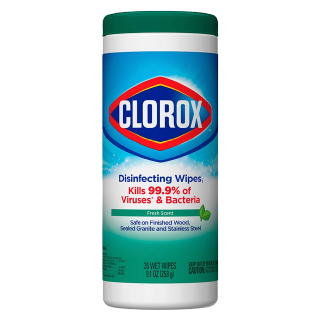 CLOROX
Disinfecting Wipes
Kills 99.9% of
Viruses* & Bacteria
Fresh Scent
Safe on Finished Wood,
Sealed Granite and Stainless Steel
35 WET WIPES